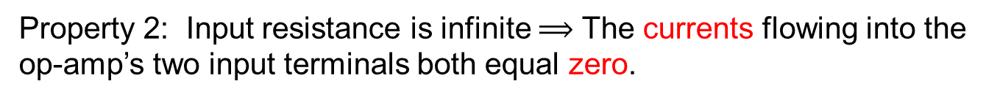 Property 2:  Input resistance is infinite ⟹ The currents flowing into the
op-amp’s two input terminals both equal zero.